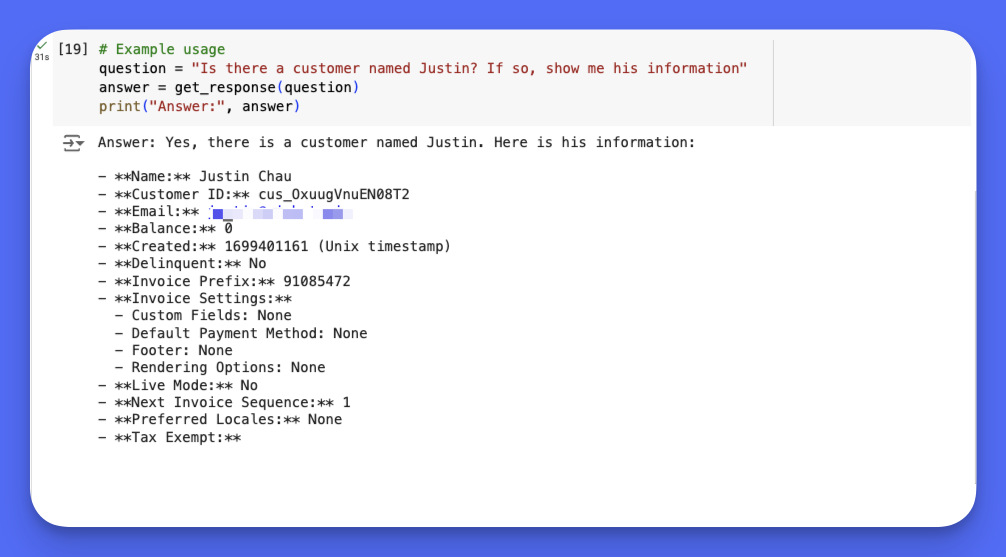 [19] # Example usage
31s
question = "Is there a customer named Justin? If so, show me his information"
answer = get_response(question)
print("Answer:", answer)
Answer: Yes, there is a customer named Justin. Here is his information:
- **Name:** Justin Chau
- **Customer ID:** cus_OxuugVnuEN08T2
- **Email:**
- **Balance:** 0
- **Created:** 1699401161 (Unix timestamp)
- **Delinquent:** No
- **Invoice Prefix:** 91085472
- **Invoice Settings:**
- Custom Fields: None
- Default Payment Method: None
- Footer: None
- Rendering Options: None
- **Live Mode:** No
- **Next Invoice Sequence:** 1
- **Preferred Locales:** None
- **Tax Exempt:**